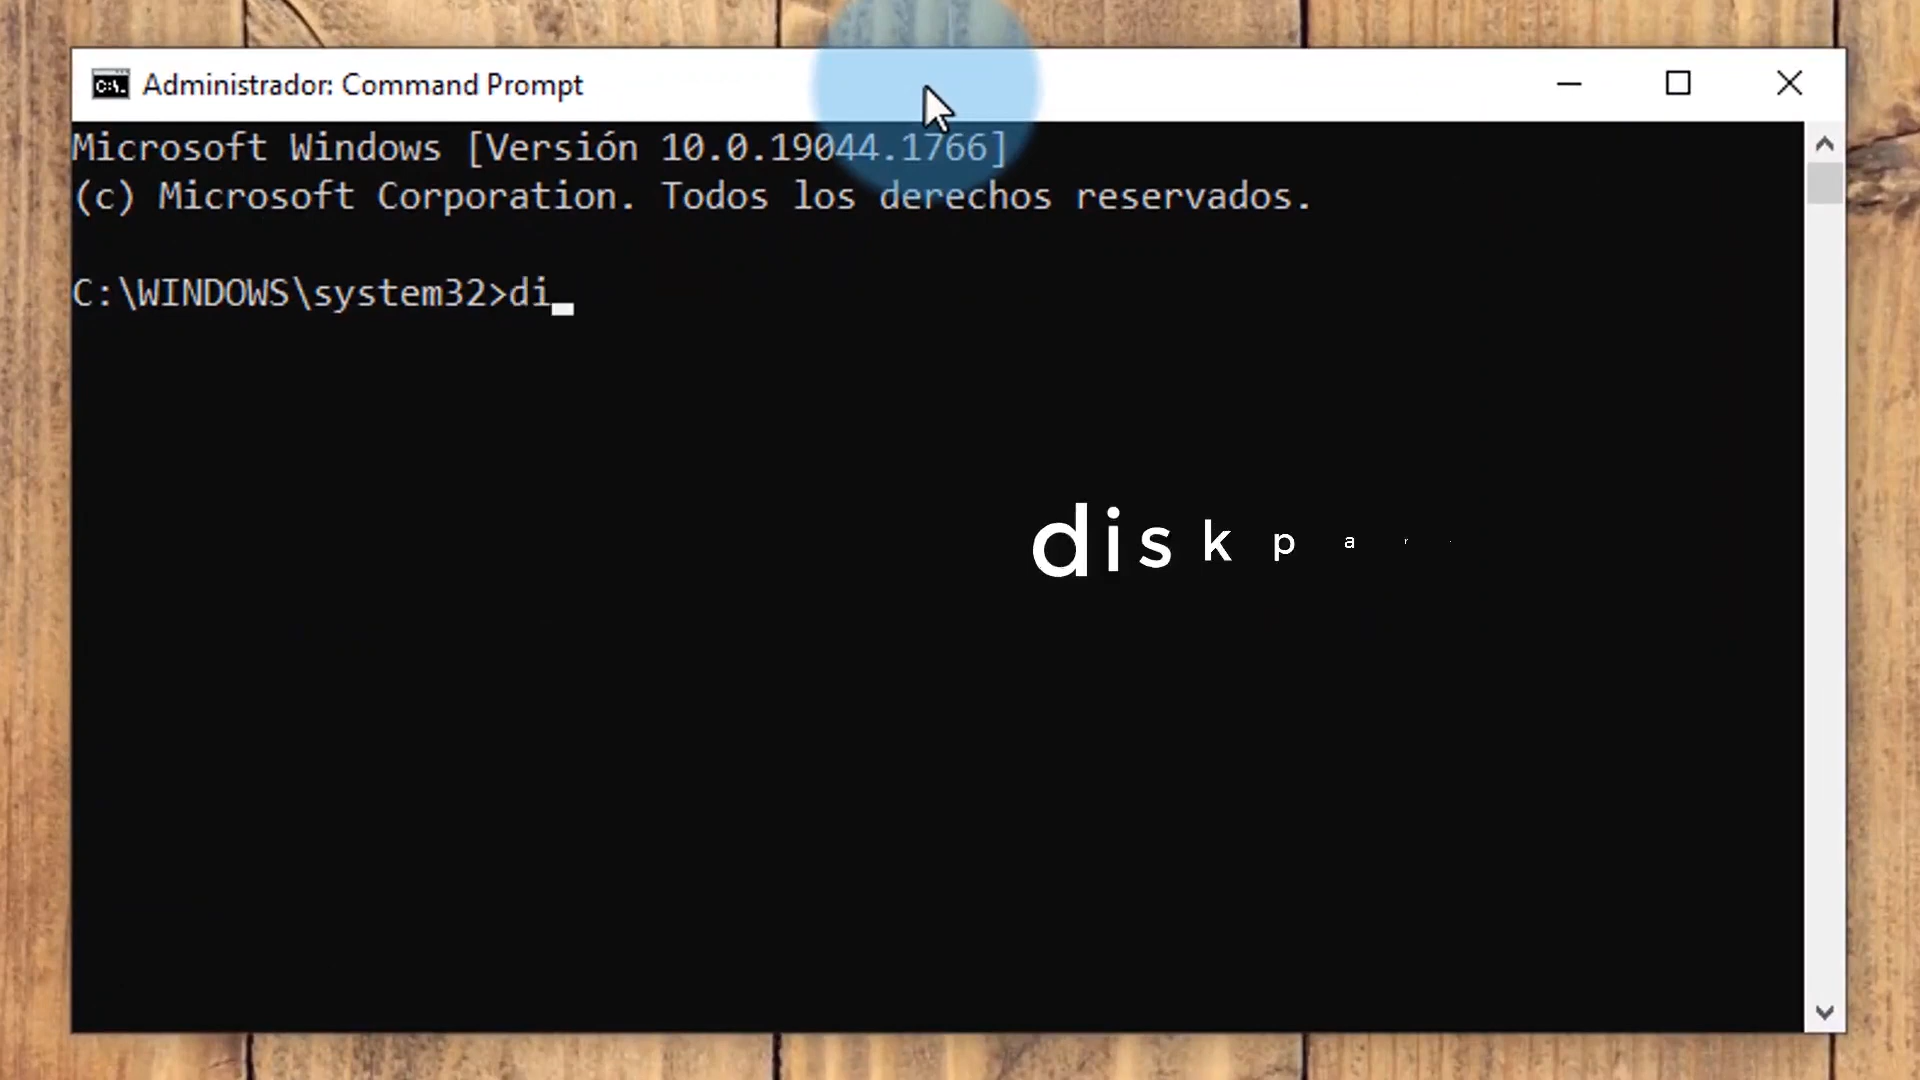 Administrador: Command Prompt
Microsoft Windows [Versión 10.0.19044.1766]
(c) Microsoft Corporation. Todos los derechos reservados.
C:\WINDOWS\system32>di
diskpar